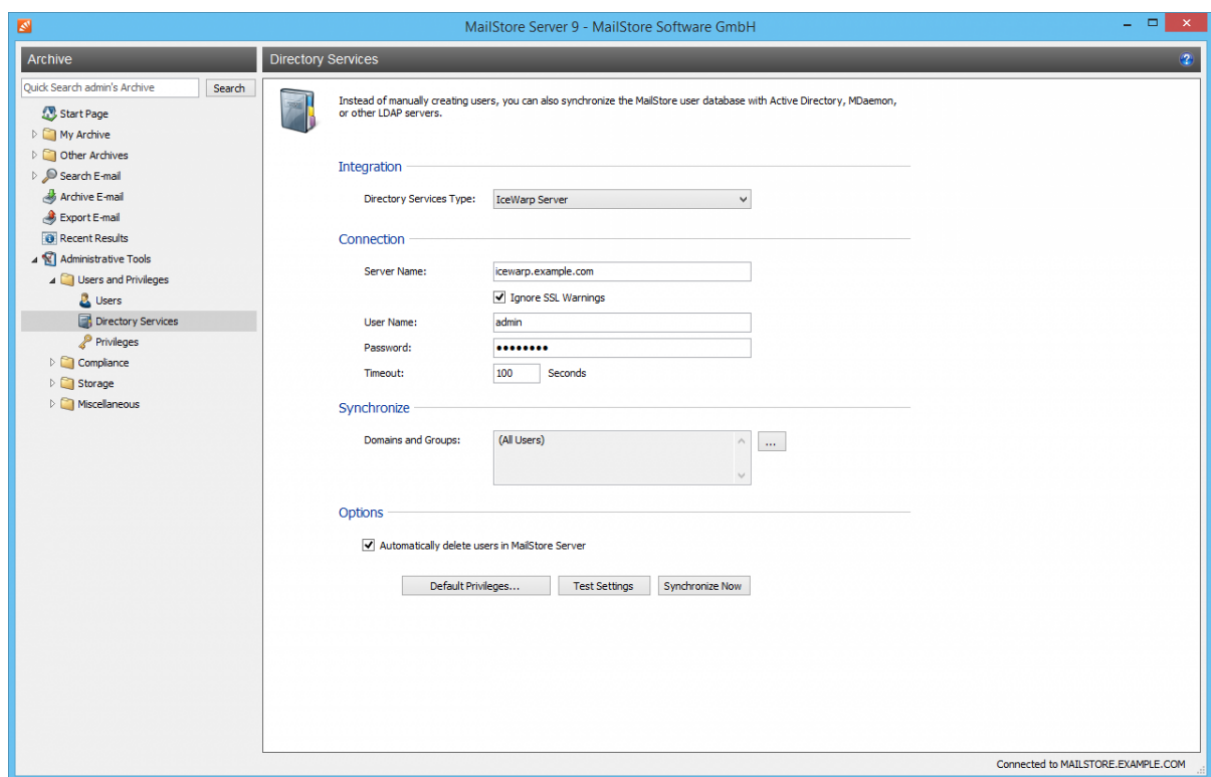 MailStore Server 9 - MailStore Software GmbH
Archive
Quick Search admin's Archive
Search
Start Page
My Archive
Other Archives
Search E-mail
Archive E-mail
Export E-mail
Recent Results
Administrative Tools
Users and Privileges
Users
Directory Services
Privileges
Compliance
Storage
Miscellaneous
Directory Services
Instead of manually creating users, you can also synchronize the MailStore user database with Active Directory, MDaemon,
or other LDAP servers.
Integration
Directory Services Type: IceWarp Server
Connection
Server Name: icewarp.example.com
Ignore SSL Warnings
User Name: admin
Password: ••••••••
Timeout: 100 Seconds
Synchronize
Domains and Groups: (All Users) ...
Options
Automatically delete users in MailStore Server
Default Privileges... Test Settings Synchronize Now
Connected to MAILSTORE.EXAMPLE.COM